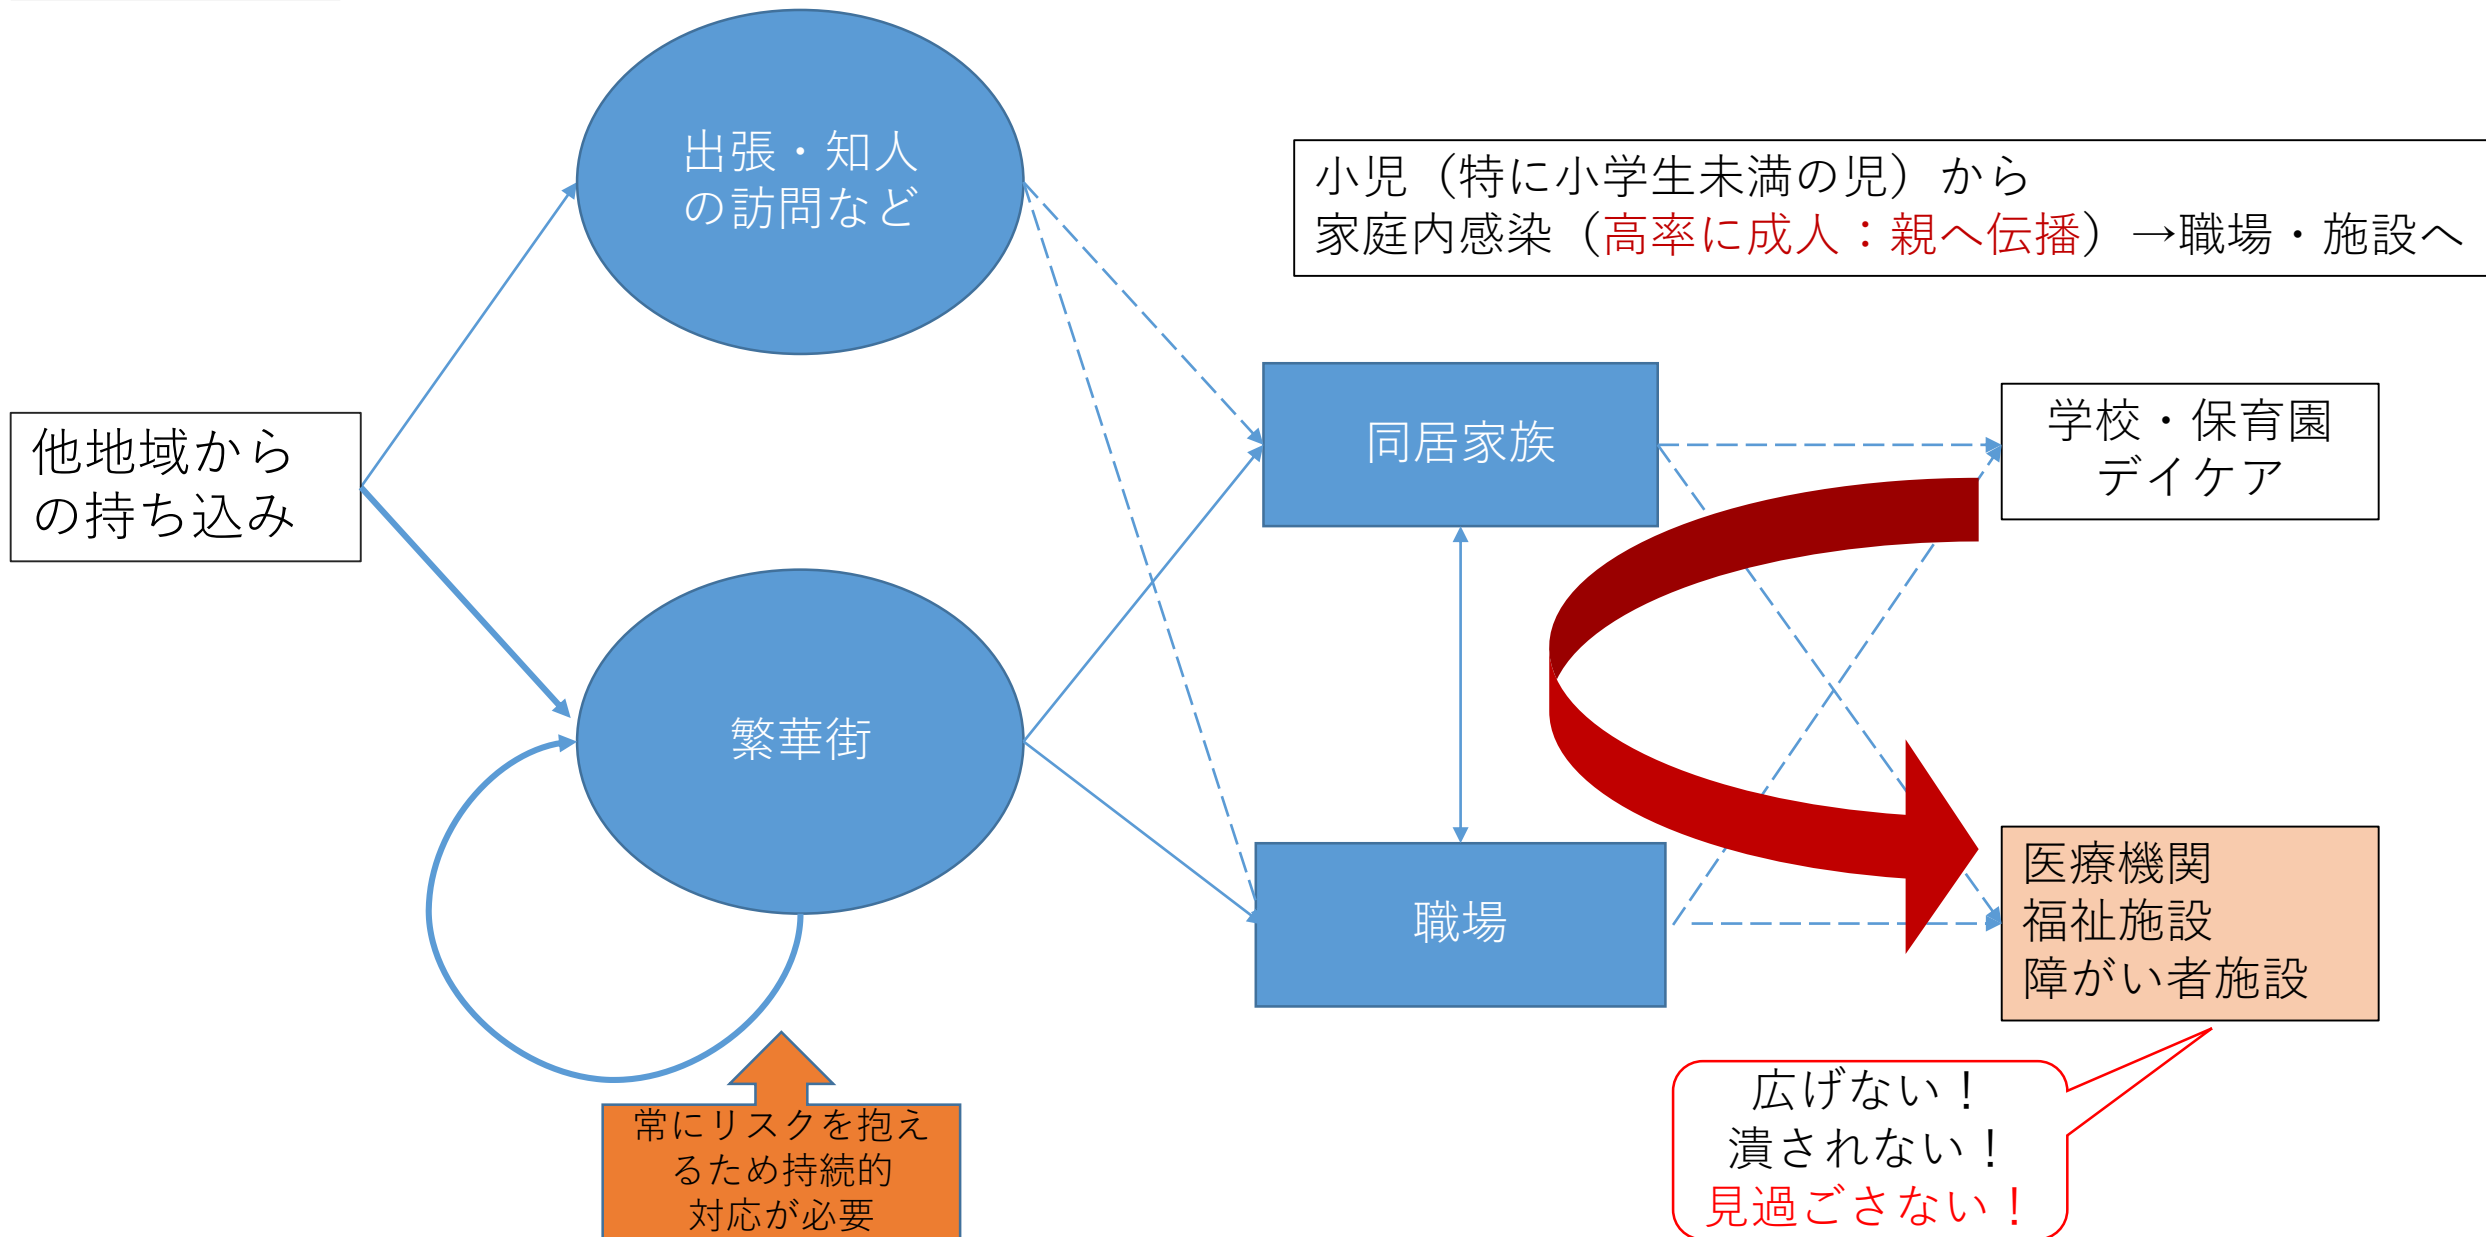 出張・知人
の訪問など
小児（特に小学生未満の児）から
家庭内感染（高率に成人：親へ伝播）→職場・施設へ
他地域から
の持ち込み
同居家族
学校・保育園
デイケア
繁華街
職場
医療機関
福祉施設
障がい者施設
常にリスクを抱え
るため持続的
対応が必要
広げない！
潰されない！
見過ごさない！